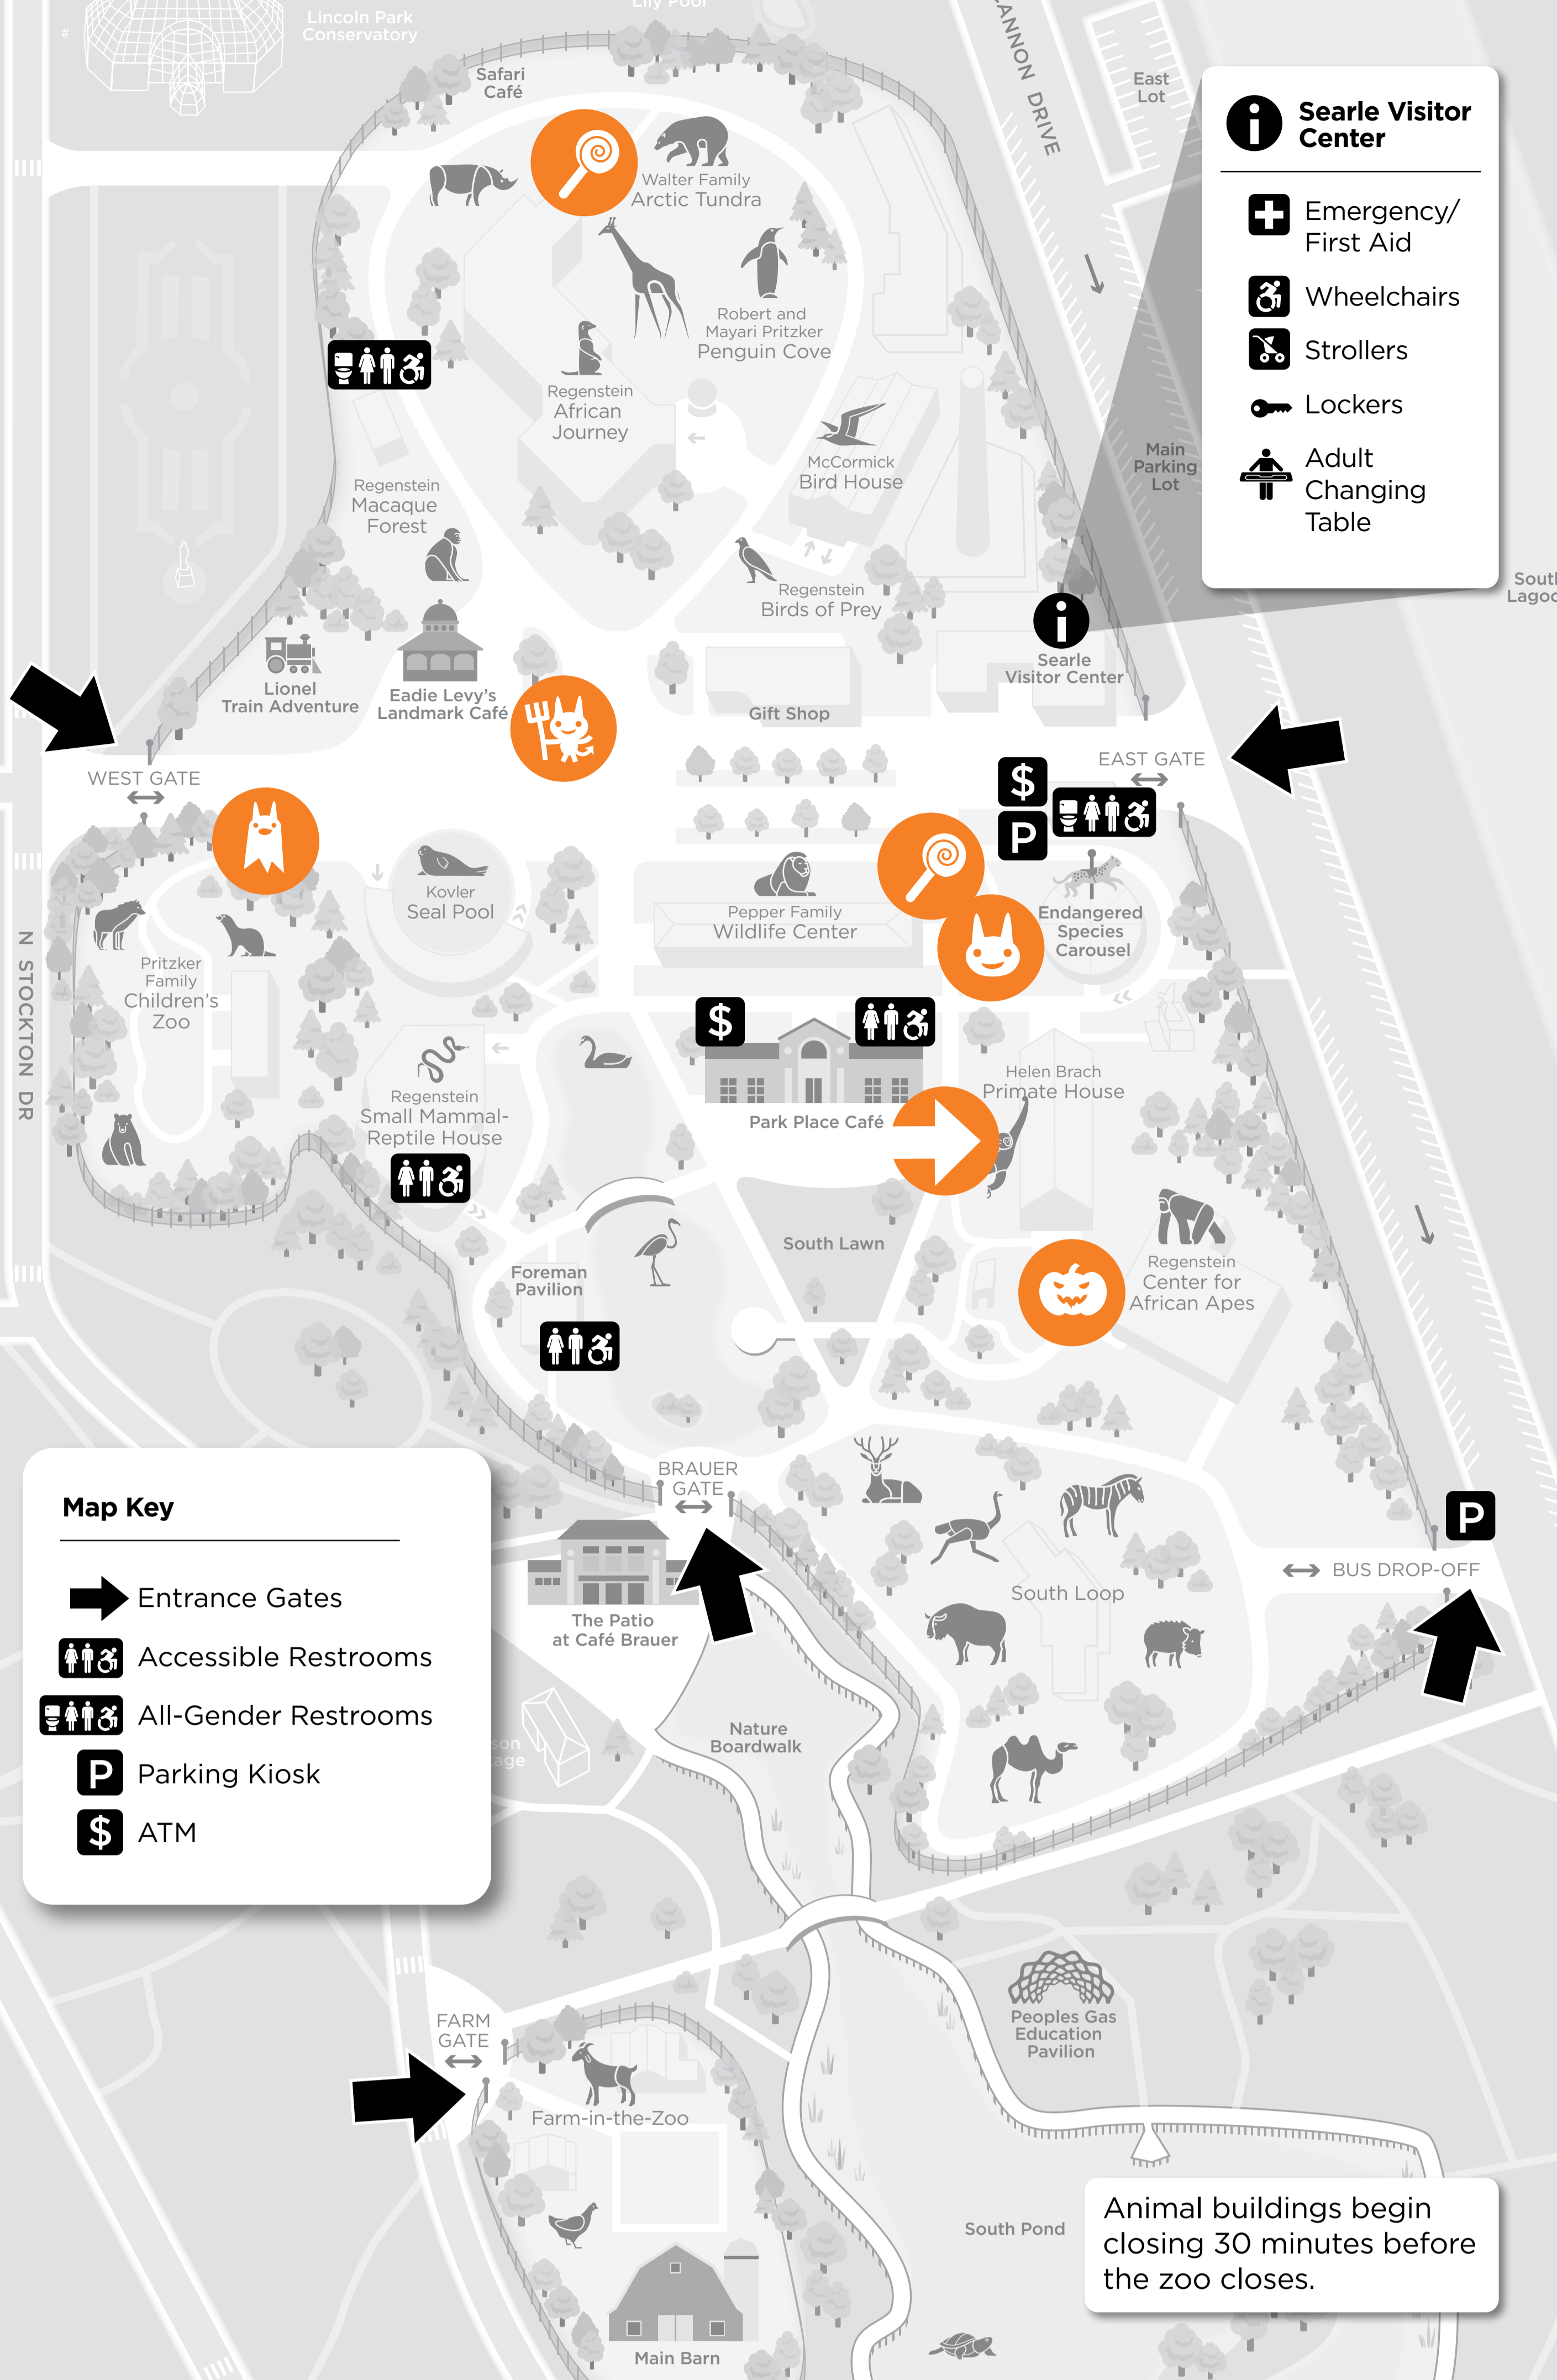 Lincoln Park
Conservatory
Lily Pool
CANNON DRIVE
East
Lot
Searle Visitor
Center
Emergency/
First Aid
Wheelchairs
Strollers
Lockers
Adult
Changing
Table
#
Safari
Café
Walter Family
Arctic Tundra
Robert and
Mayari Pritzker
Penguin Cove
Regenstein
African
Journey
McCormick
Bird House
Main
Parking
Lot
Regenstein
Macaque
Forest
Regenstein
Birds of Prey
Lionel
Train Adventure
Eadie Levy's
Landmark Café
Searle
Visitor Center
Gift Shop
WEST GATE
EAST GATE
$
P
Kovler
Seal Pool
Pepper Family
Wildlife Center
Endangered
Species
Carousel
N STOCKTON DR
Pritzker
Family
Children's
Zoo
$
Regenstein
Small Mammal-
Reptile House
Park Place Café
Helen Brach
Primate House
South Lawn
Foreman
Pavilion
Regenstein
Center for
African Apes
BRAUER
GATE
P
BUS DROP-OFF
The Patio
at Café Brauer
South Loop
Nature
Boardwalk
Map Key
Entrance Gates
Accessible Restrooms
All-Gender Restrooms
P Parking Kiosk
$ ATM
FARM
GATE
Farm-in-the-Zoo
Peoples Gas
Education
Pavilion
South Pond
Main Barn
Animal buildings begin
closing 30 minutes before
the zoo closes.